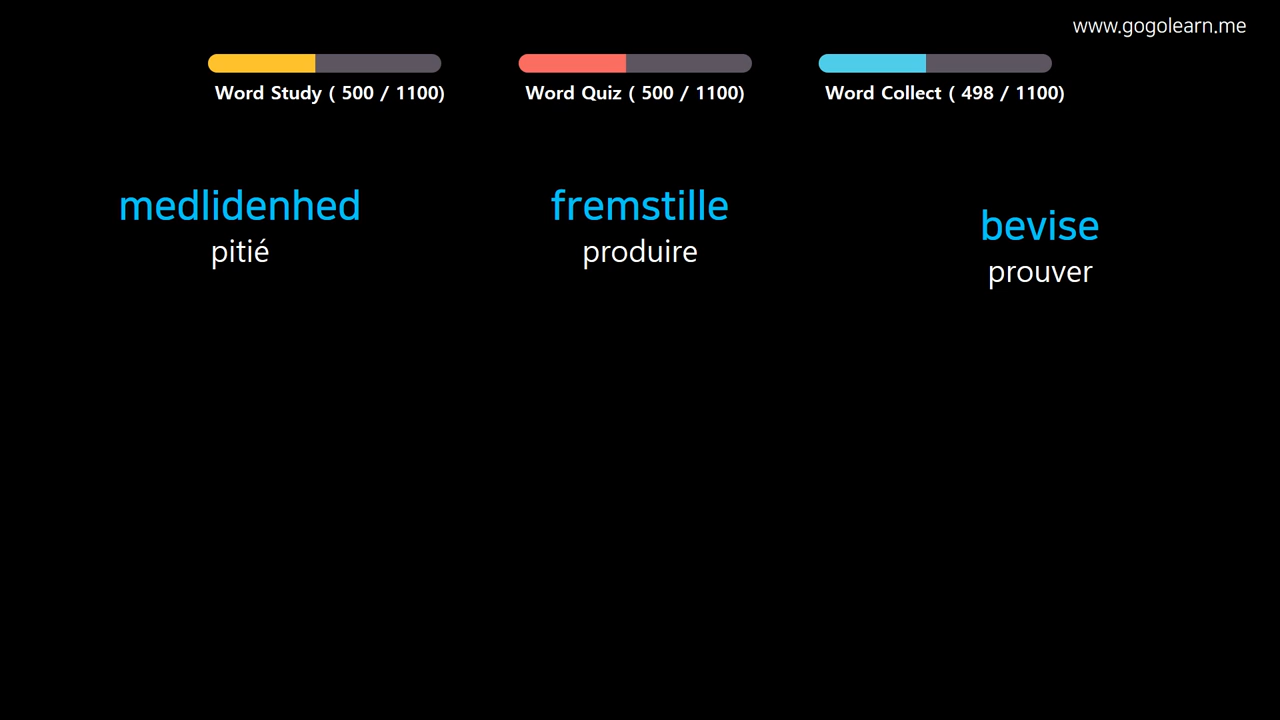 www.gogolearn.me
Word Study ( 500 / 1100)
Word Quiz ( 500 / 1100)
Word Collect ( 498 / 1100)
medlidenhed
pitié
fremstille
produire
bevise
prouver